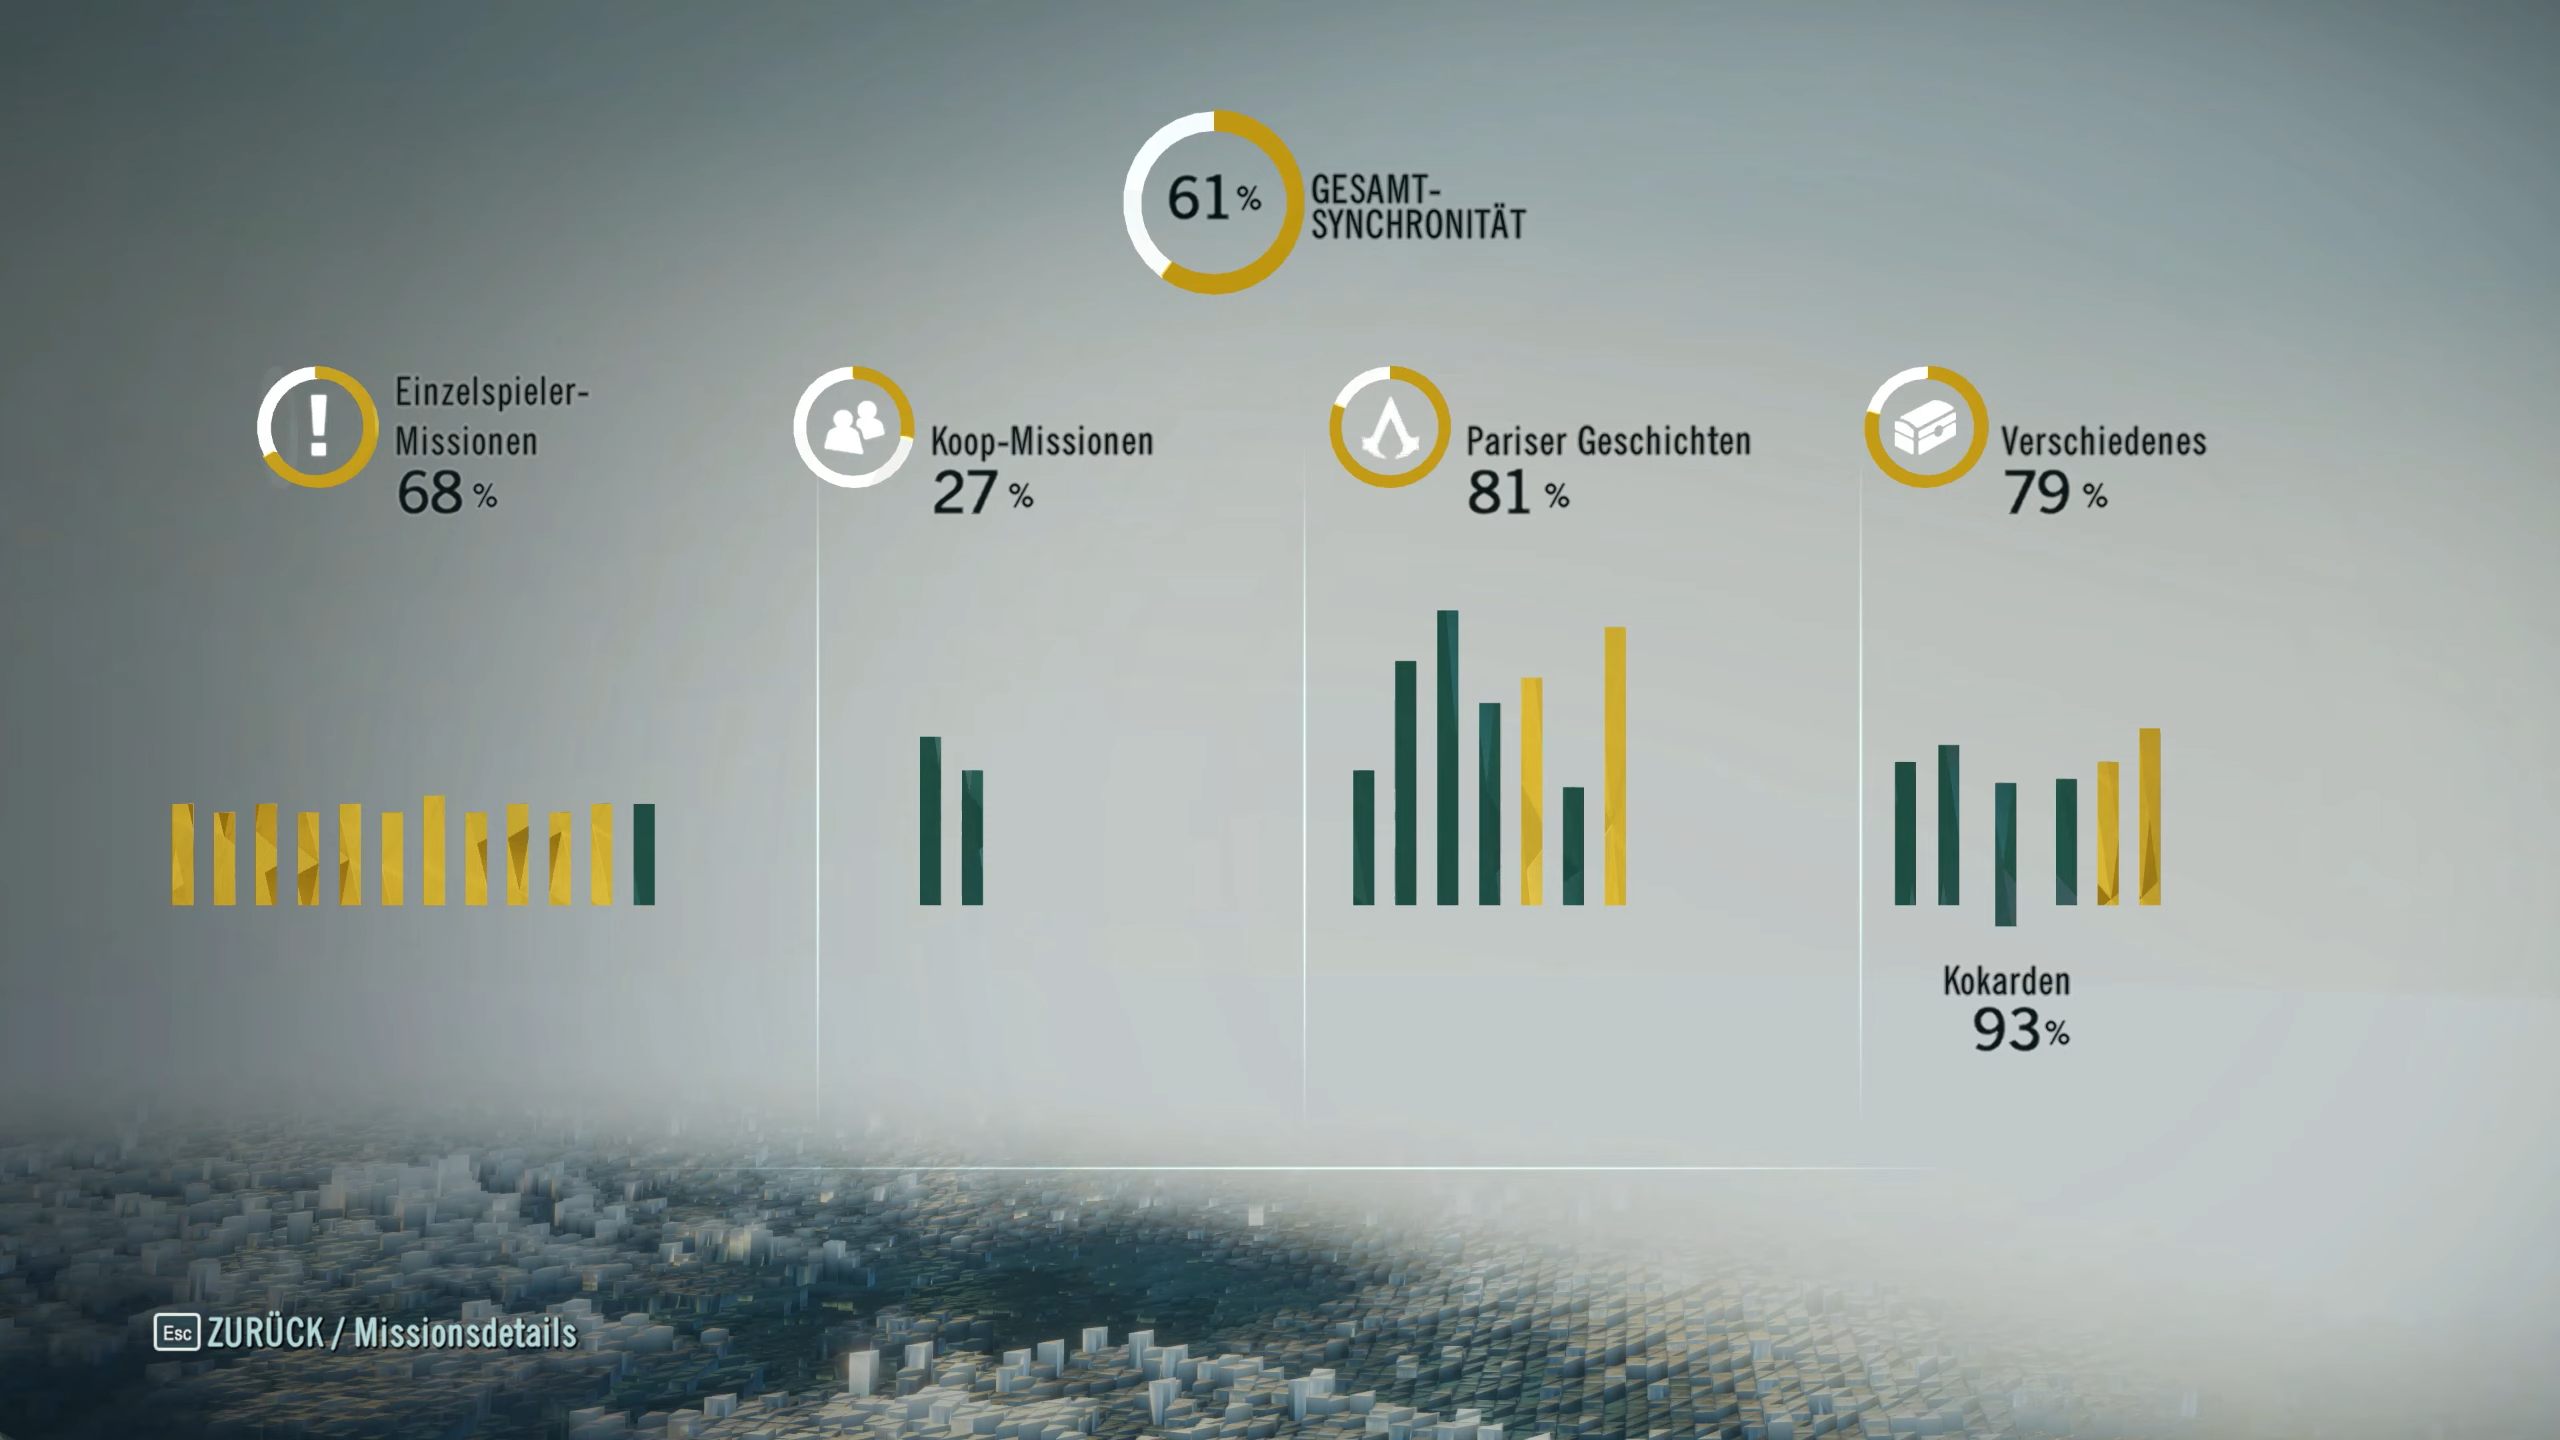 61%
GESAMT-
SYNCHRONITÄT
Einzelspieler-
Missionen
68 %
Koop-Missionen
27 %
Pariser Geschichten
81 %
Verschiedenes
79 %
Kokarden
93%
Esc ZURÜCK / Missionsdetails